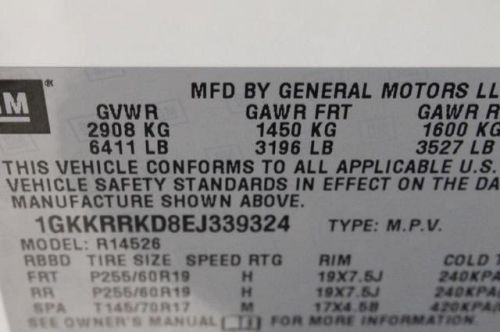 GM
MFD BY GENERAL MOTORS LL
GVWR GAWR FRT GAWR R
2908 KG 1450 KG 1600 KG
6411 LB 3196 LB 3527 LB
THIS VEHICLE CONFORMS TO ALL APPLICABLE U.S.
VEHICLE SAFETY STANDARDS IN EFFECT ON THE DA
MANUFACTURE SHOWN ABOVE.
1GKKRRKD8EJ339324 TYPE: M.P.V.
MODEL: R14526
RBBD TIRE SIZE SPEED RTG RIM COLD T
FRT P255/60R19 H 19X7.5J 240KPA
RR P255/60R19 H 19X7.5J 240KPA
SPA T145/70R17 M 17X4.5B 420KPA
SEE OWNER'S MANUAL FOR MORE INFORMATION.